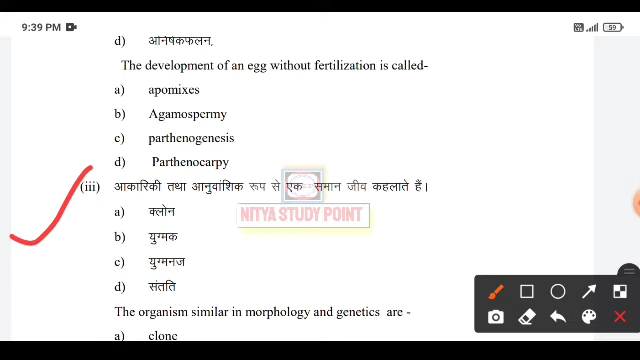 9:39 PM
59
d) अनिषेकफलन,
The development of an egg without fertilization is called-
a) apomixes
b) Agamospermy
c) parthenogenesis
d) Parthenocarpy
(iii) आकारिकी तथा आनुवांशिक रूप से एक समान जीव कहलाते हैं।
a) क्लोन
NITYA STUDY POINT
b) युग्मक
c) युग्मनज
d) संतति
The organism similar in morphology and genetics are -
a) clone